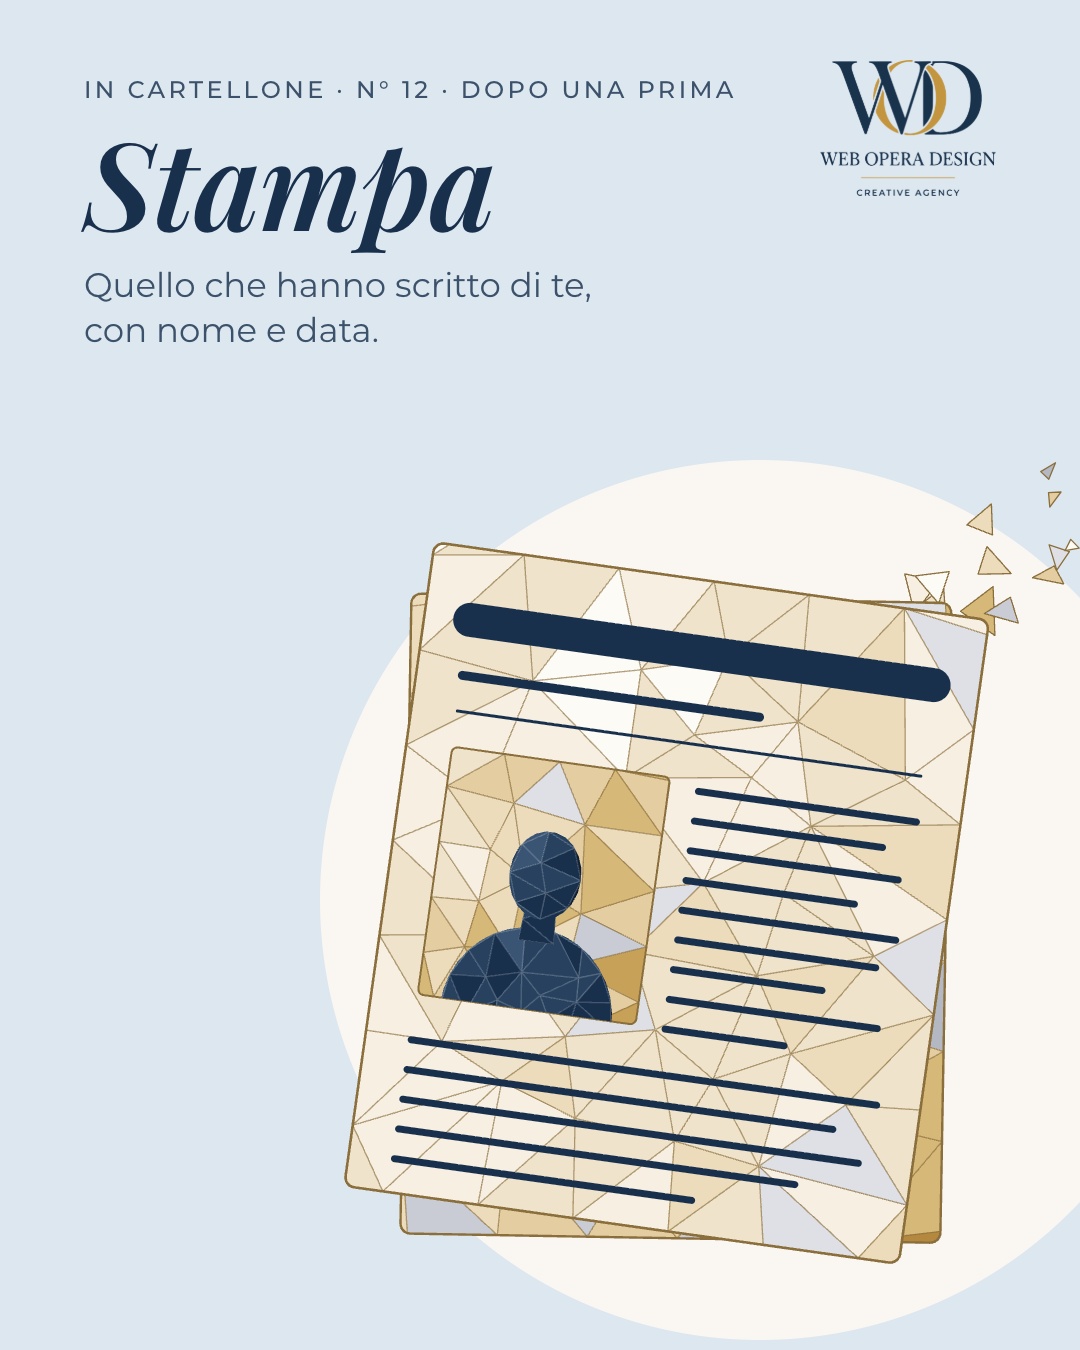 IN CARTELLONE · N° 12 · DOPO UNA PRIMA
Stampa
Quello che hanno scritto di te,
con nome e data.
WOD
WEB OPERA DESIGN
CREATIVE AGENCY